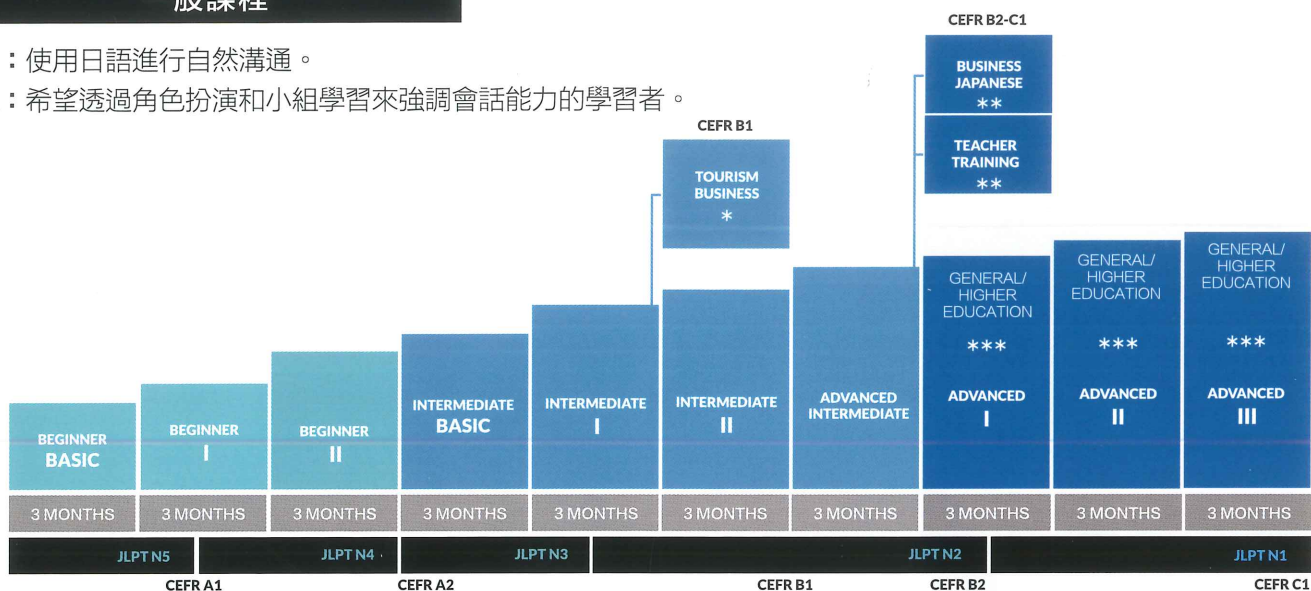 般課程
：使用日語進行自然溝通。
：希望透過角色扮演和小組學習來強調會話能力的學習者。
CEFR B2-C1
BUSINESS
JAPANESE
**
TEACHER
TRAINING
**
CEFR B1
TOURISM
BUSINESS
*
GENERAL/
HIGHER
EDUCATION
***
GENERAL/
HIGHER
EDUCATION
***
GENERAL/
HIGHER
EDUCATION
***
BEGINNER
BASIC
BEGINNER
I
BEGINNER
II
INTERMEDIATE
BASIC
INTERMEDIATE
I
INTERMEDIATE
II
ADVANCED
INTERMEDIATE
ADVANCED
I
ADVANCED
II
ADVANCED
III
3 MONTHS 3 MONTHS 3 MONTHS 3 MONTHS 3 MONTHS 3 MONTHS 3 MONTHS 3 MONTHS 3 MONTHS 3 MONTHS
JLPT N5 JLPT N4 JLPT N3 JLPT N2 JLPT N1
CEFR A1 CEFR A2 CEFR B1 CEFR B2 CEFR C1